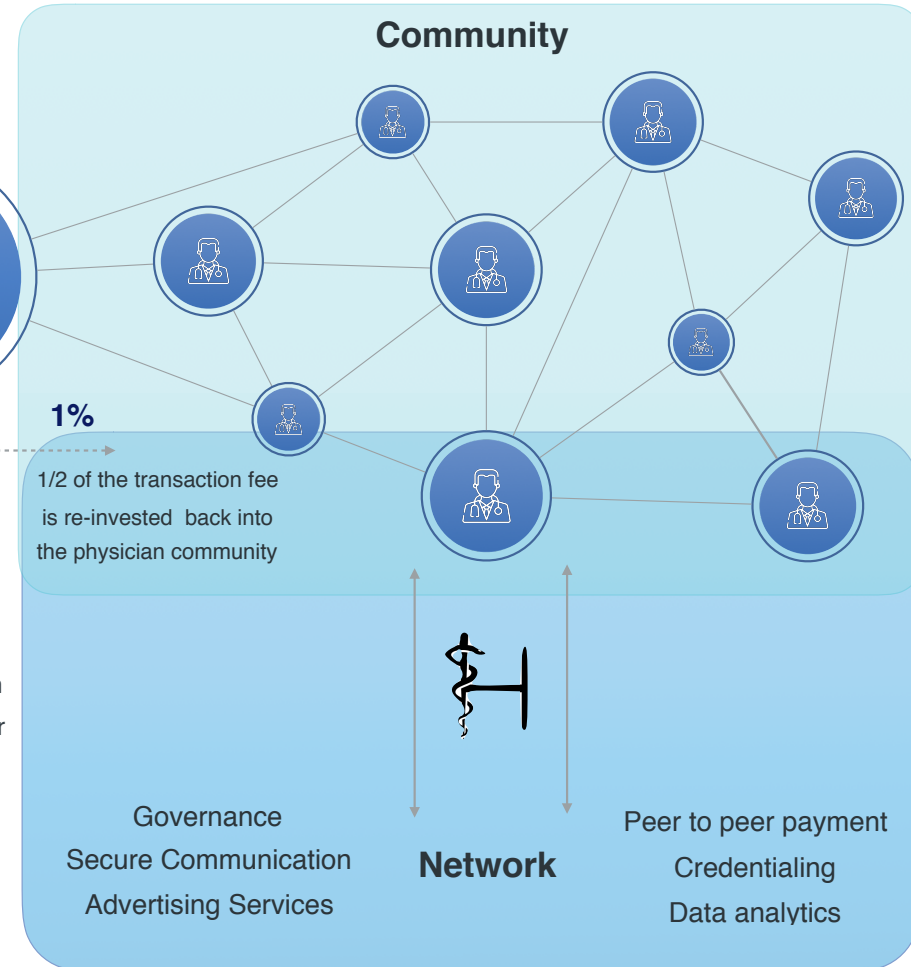 Community
1%
1/2 of the transaction fee
is re-invested back into
the physician community
Governance
Secure Communication
Advertising Services
Network
Peer to peer payment
Credentialing
Data analytics